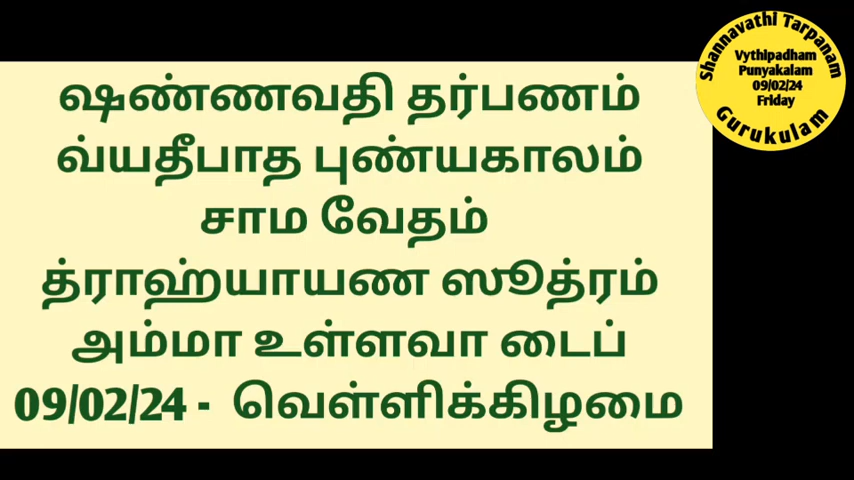 ஷண்ணவதி தர்பணம்
வ்யதீபாத புண்யகாலம்
சாம வேதம்
த்ராஹ்யாயண ஸூத்ரம்
அம்மா உள்ளவா டைப்
09/02/24 - வெள்ளிக்கிழமை
Shannavathi Tarpanam
Vythipadham
Punyakalam
09/02/24
Friday
Gurukulam